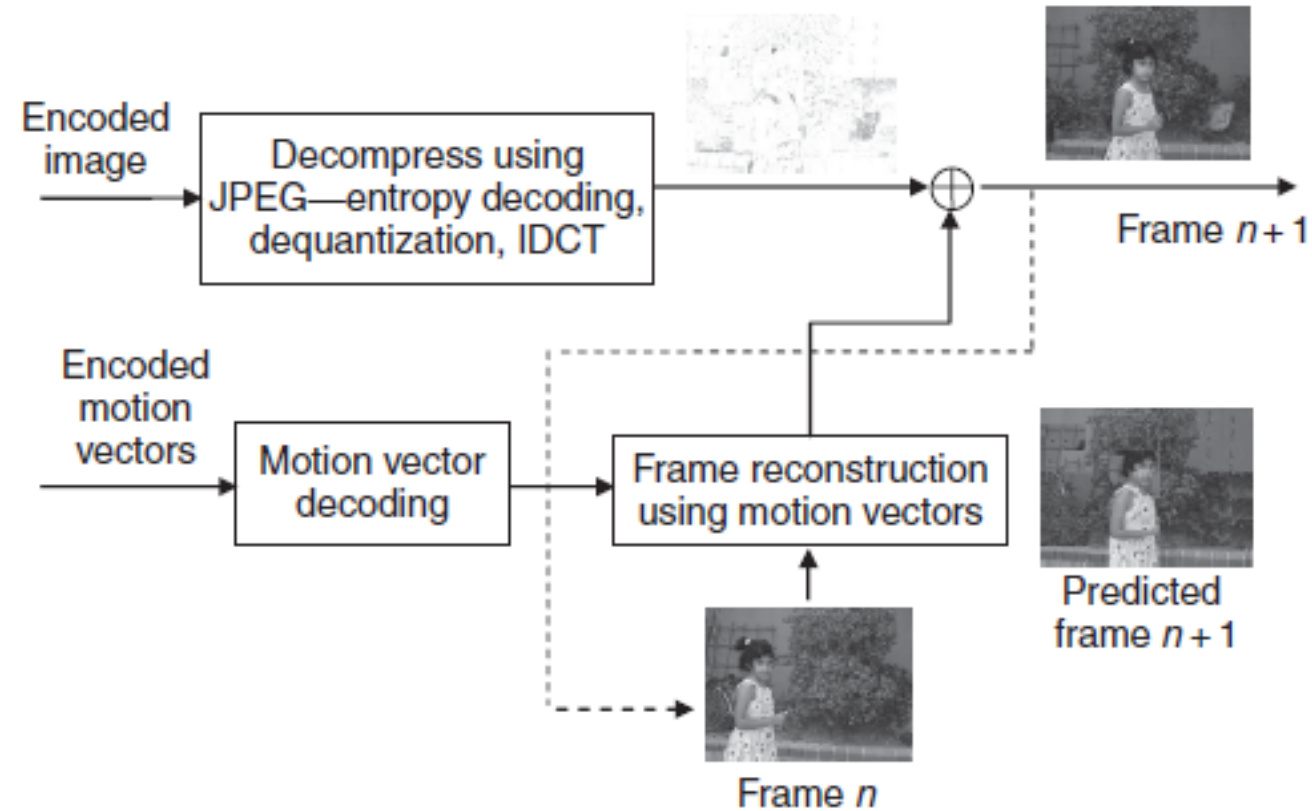 Encoded
image
Decompress using
JPEG—entropy decoding,
dequantization, IDCT
Frame n + 1
Encoded
motion
vectors
Motion vector
decoding
Frame reconstruction
using motion vectors
Predicted
frame n + 1
Frame n